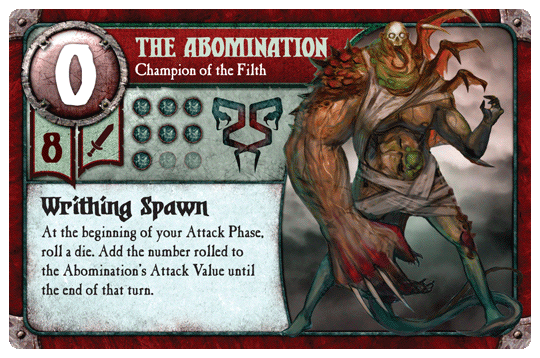 0
THE ABOMINATION
Champion of the Filth
8
Writhing Spawn
At the beginning of your Attack Phase,
roll a die. Add the number rolled to
the Abomination's Attack Value until
the end of that turn.